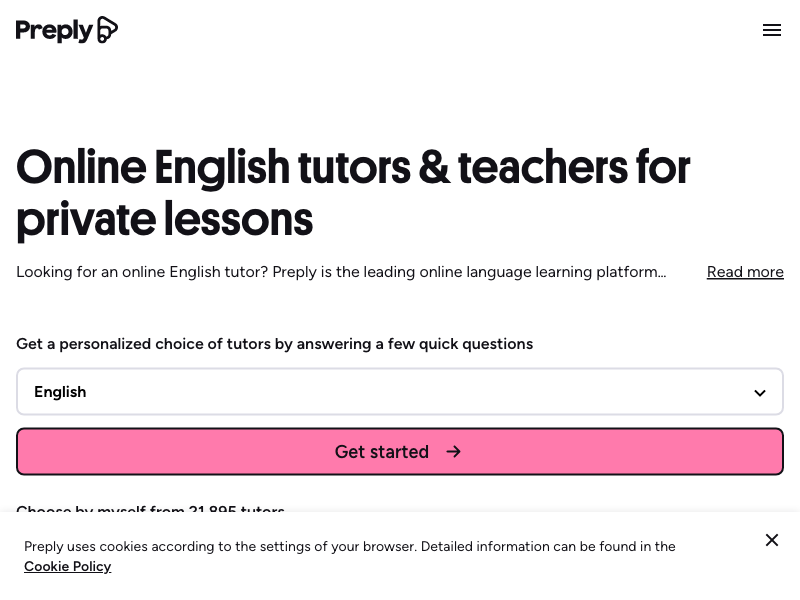 Preply
Online English tutors & teachers for
private lessons
Looking for an online English tutor? Preply is the leading online language learning platform... Read more
Get a personalized choice of tutors by answering a few quick questions
English
Get started →
Choose by myself from 21,895 tutors
Preply uses cookies according to the settings of your browser. Detailed information can be found in the
Cookie Policy